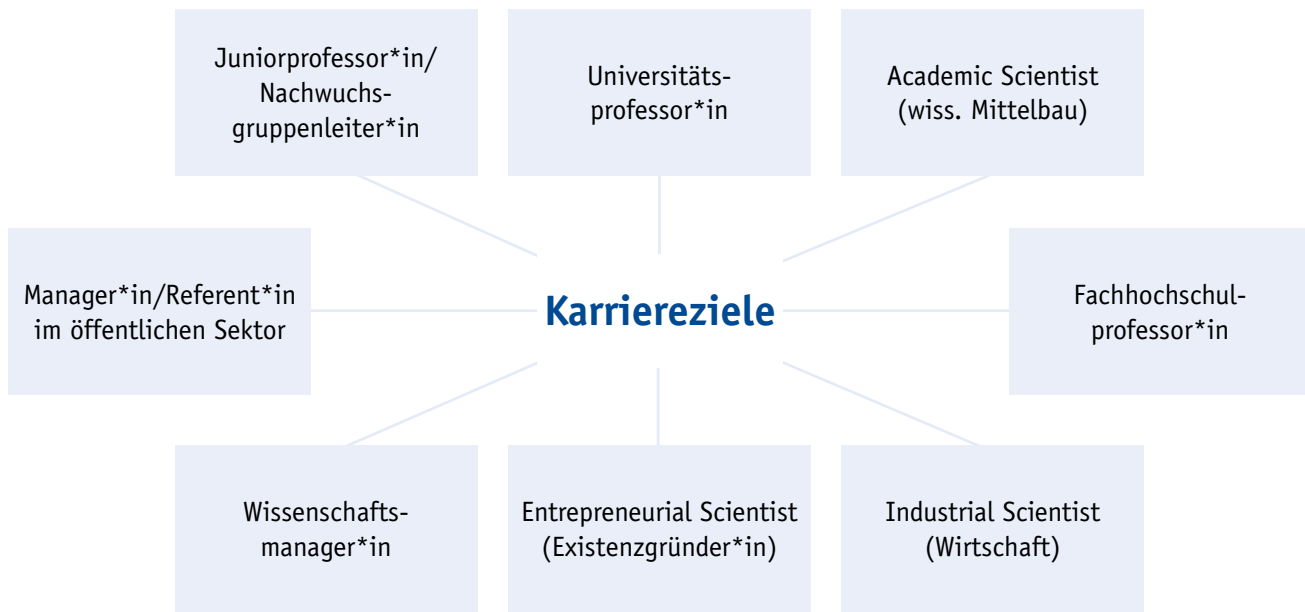 Juniorprofessor*in/
Nachwuchs-
gruppenleiter*in
Universitäts-
professor*in
Academic Scientist
(wiss. Mittelbau)
Manager*in/Referent*in
im öffentlichen Sektor
Karriereziele
Fachhochschul-
professor*in
Wissenschafts-
manager*in
Entrepreneurial Scientist
(Existenzgründer*in)
Industrial Scientist
(Wirtschaft)